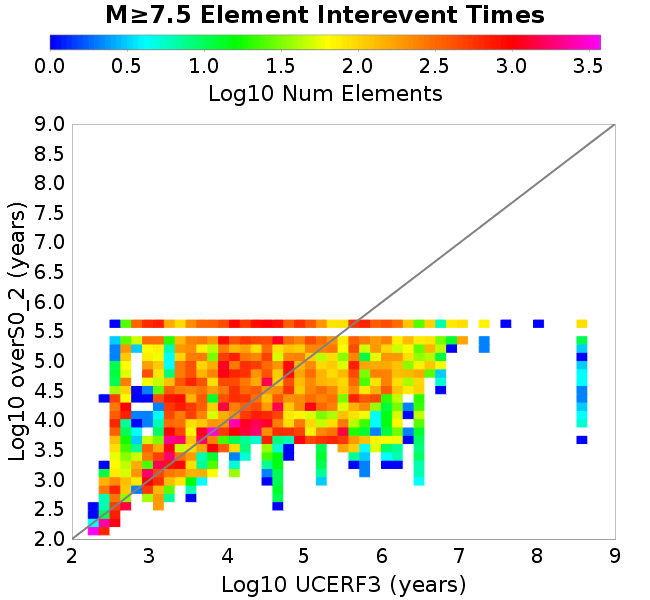 M≥7.5 Element Interevent Times
0.0 0.5 1.0 1.5 2.0 2.5 3.0 3.5
Log10 Num Elements
Log10 overS0_2 (years)
9.0
8.5
8.0
7.5
7.0
6.5
6.0
5.5
5.0
4.5
4.0
3.5
3.0
2.5
2.0
2 3 4 5 6 7 8 9
Log10 UCERF3 (years)